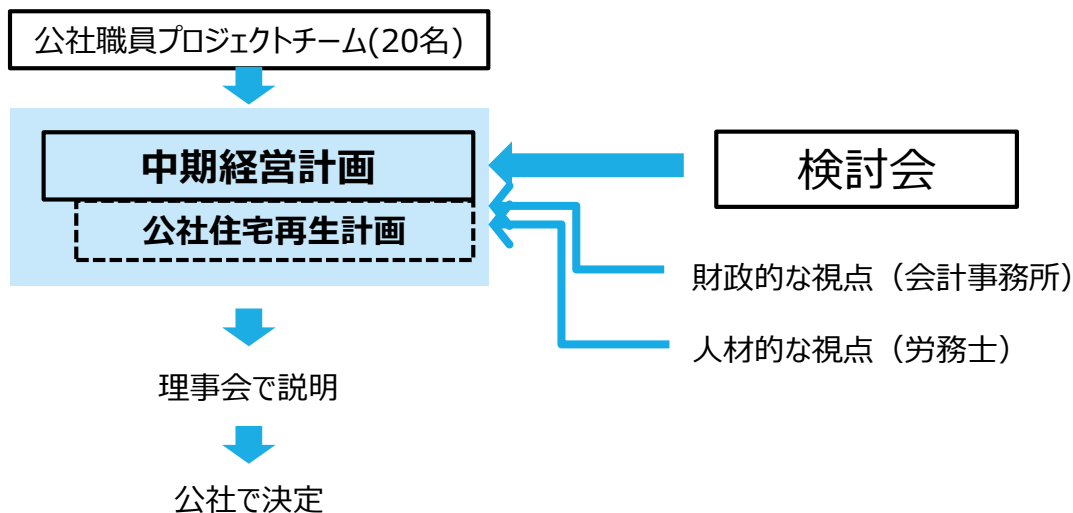 公社職員プロジェクトチーム(20名)
中期経営計画
検討会
公社住宅再生計画
財政的な視点（会計事務所）
人材的な視点（労務士）
理事会で説明
公社で決定